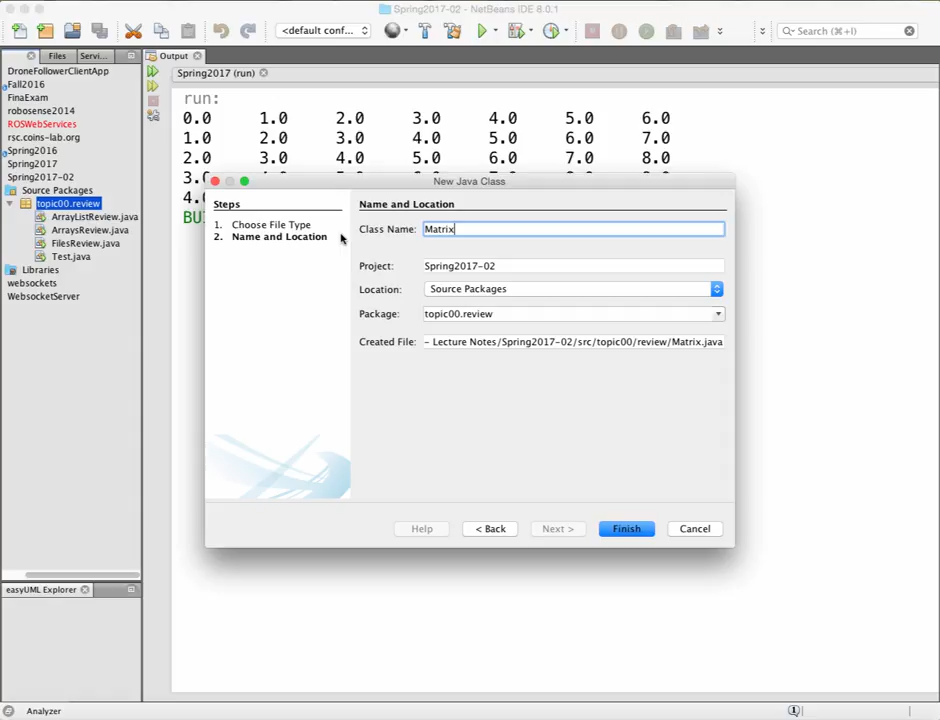 Spring2017-02 - NetBeans IDE 8.0.1
<default conf...
Search (⌘+I)
Files
Servi...
Output
DroneFollowerClientApp
Fall2016
FinaExam
robosense2014
ROSWebServices
rsc.coins-lab.org
Spring2016
Spring2017
Spring2017-02
Source Packages
topic00.review
ArrayListReview.java
ArraysReview.java
FilesReview.java
Test.java
Libraries
websockets
WebsocketServer
easyUML Explorer
Spring2017 (run)
run:
0.0 1.0 2.0 3.0 4.0 5.0 6.0
1.0 2.0 3.0 4.0 5.0 6.0 7.0
2.0 3.0 4.0 5.0 6.0 7.0 8.0
3.
4.
BU
New Java Class
Steps
1. Choose File Type
2. Name and Location
Name and Location
Class Name: Matrix
Project: Spring2017-02
Location: Source Packages
Package: topic00.review
Created File: - Lecture Notes/Spring2017-02/src/topic00/review/Matrix.java
Help
< Back
Next >
Finish
Cancel
Analyzer
1